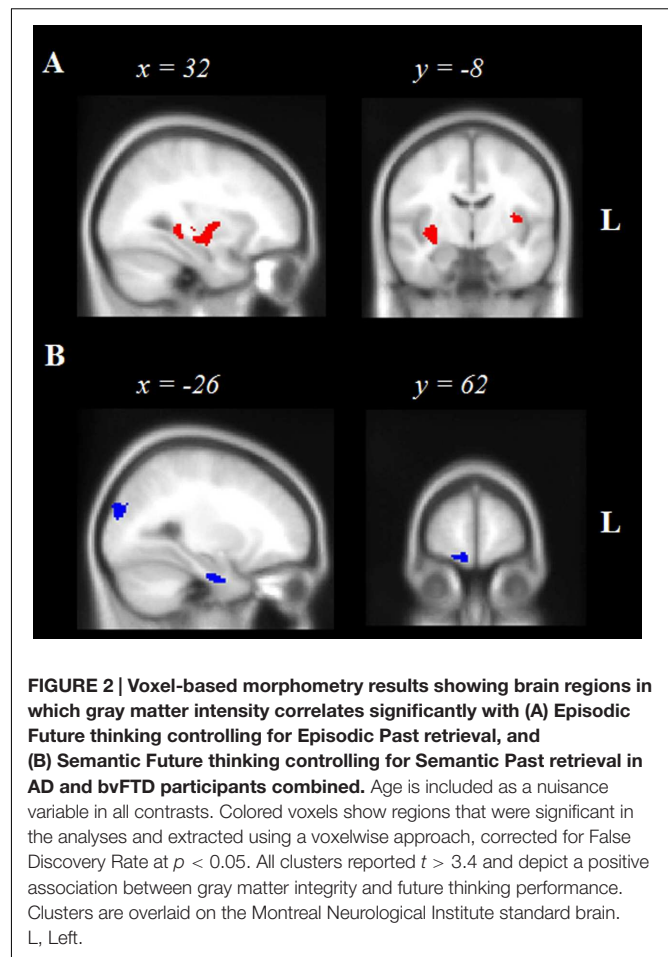 A
x = 32
y = -8
L
B
x = -26
y = 62
L
FIGURE 2 | Voxel-based morphometry results showing brain regions in
which gray matter intensity correlates significantly with (A) Episodic
Future thinking controlling for Episodic Past retrieval, and
(B) Semantic Future thinking controlling for Semantic Past retrieval in
AD and bvFTD participants combined. Age is included as a nuisance
variable in all contrasts. Colored voxels show regions that were significant in
the analyses and extracted using a voxelwise approach, corrected for False
Discovery Rate at p < 0.05. All clusters reported t > 3.4 and depict a positive
association between gray matter integrity and future thinking performance.
Clusters are overlaid on the Montreal Neurological Institute standard brain.
L, Left.